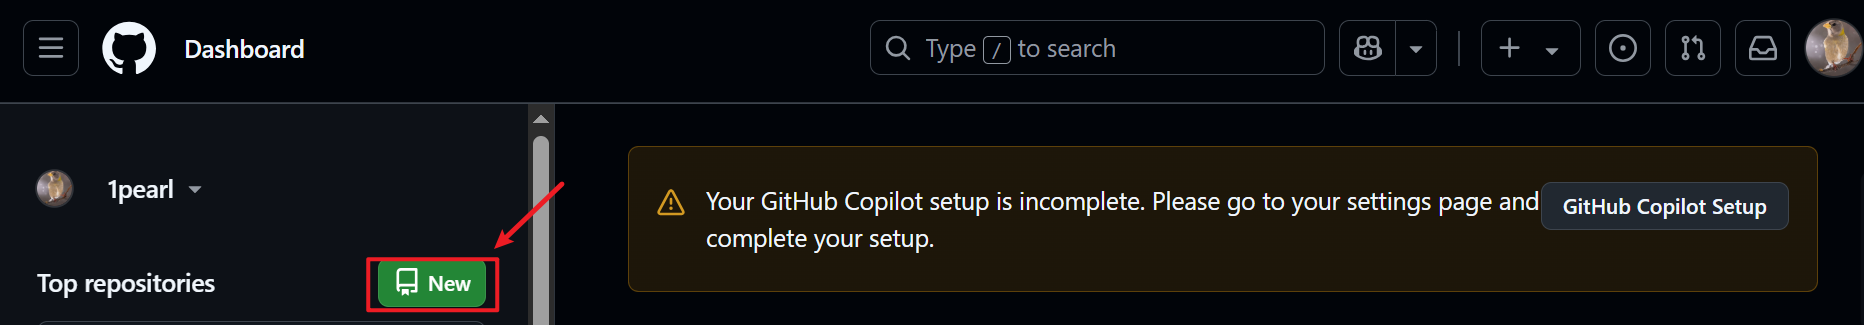 Dashboard
Type / to search
1pearl
Top repositories
New
Your GitHub Copilot setup is incomplete. Please go to your settings page and
complete your setup.
GitHub Copilot Setup